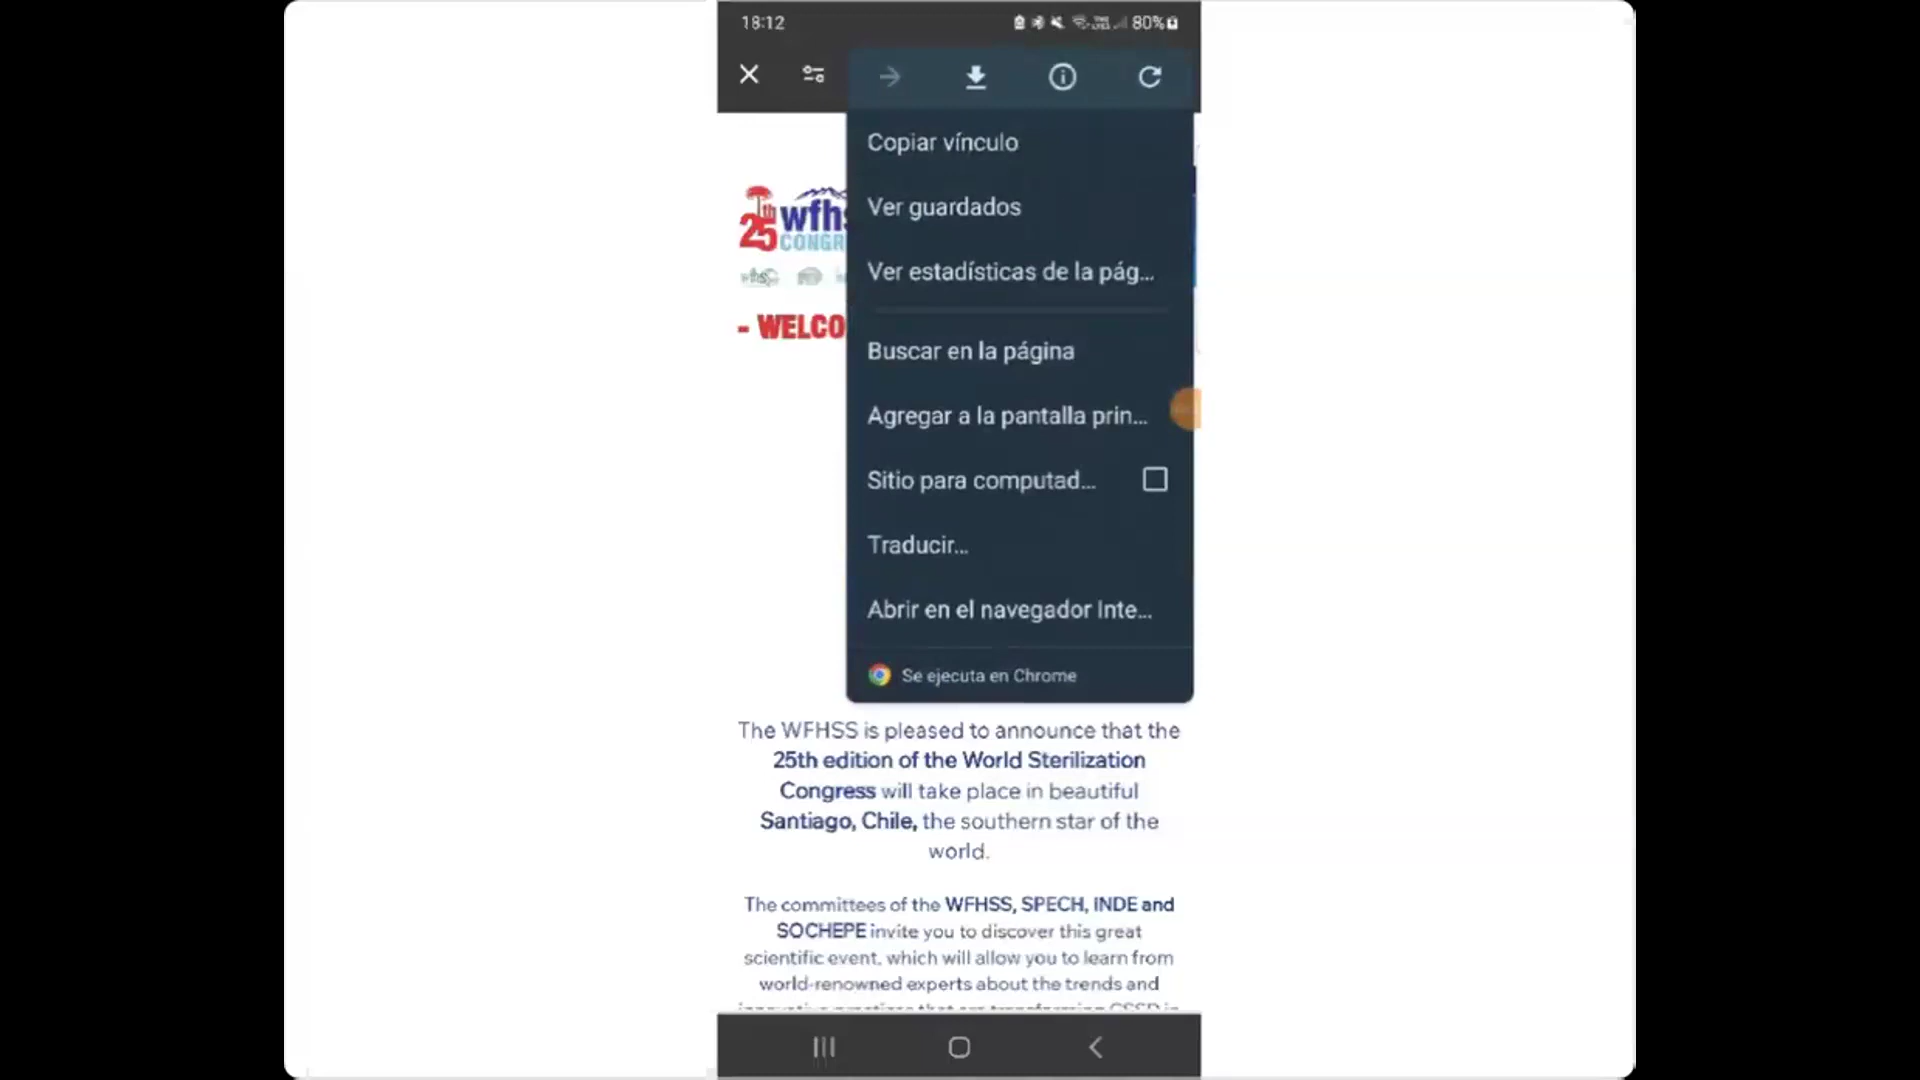 18:12
80%
Copiar vínculo
Ver guardados
Ver estadísticas de la pág...
Buscar en la página
Agregar a la pantalla prin...
Sitio para computad...
Traducir...
Abrir en el navegador Inte...
Se ejecuta en Chrome
25th wfhs
CONGR
wfhss
- WELCO
The WFHSS is pleased to announce that the
25th edition of the World Sterilization
Congress will take place in beautiful
Santiago, Chile, the southern star of the
world.
The committees of the WFHSS, SPECH, INDE and
SOCHEPE invite you to discover this great
scientific event, which will allow you to learn from
world-renowned experts about the trends and